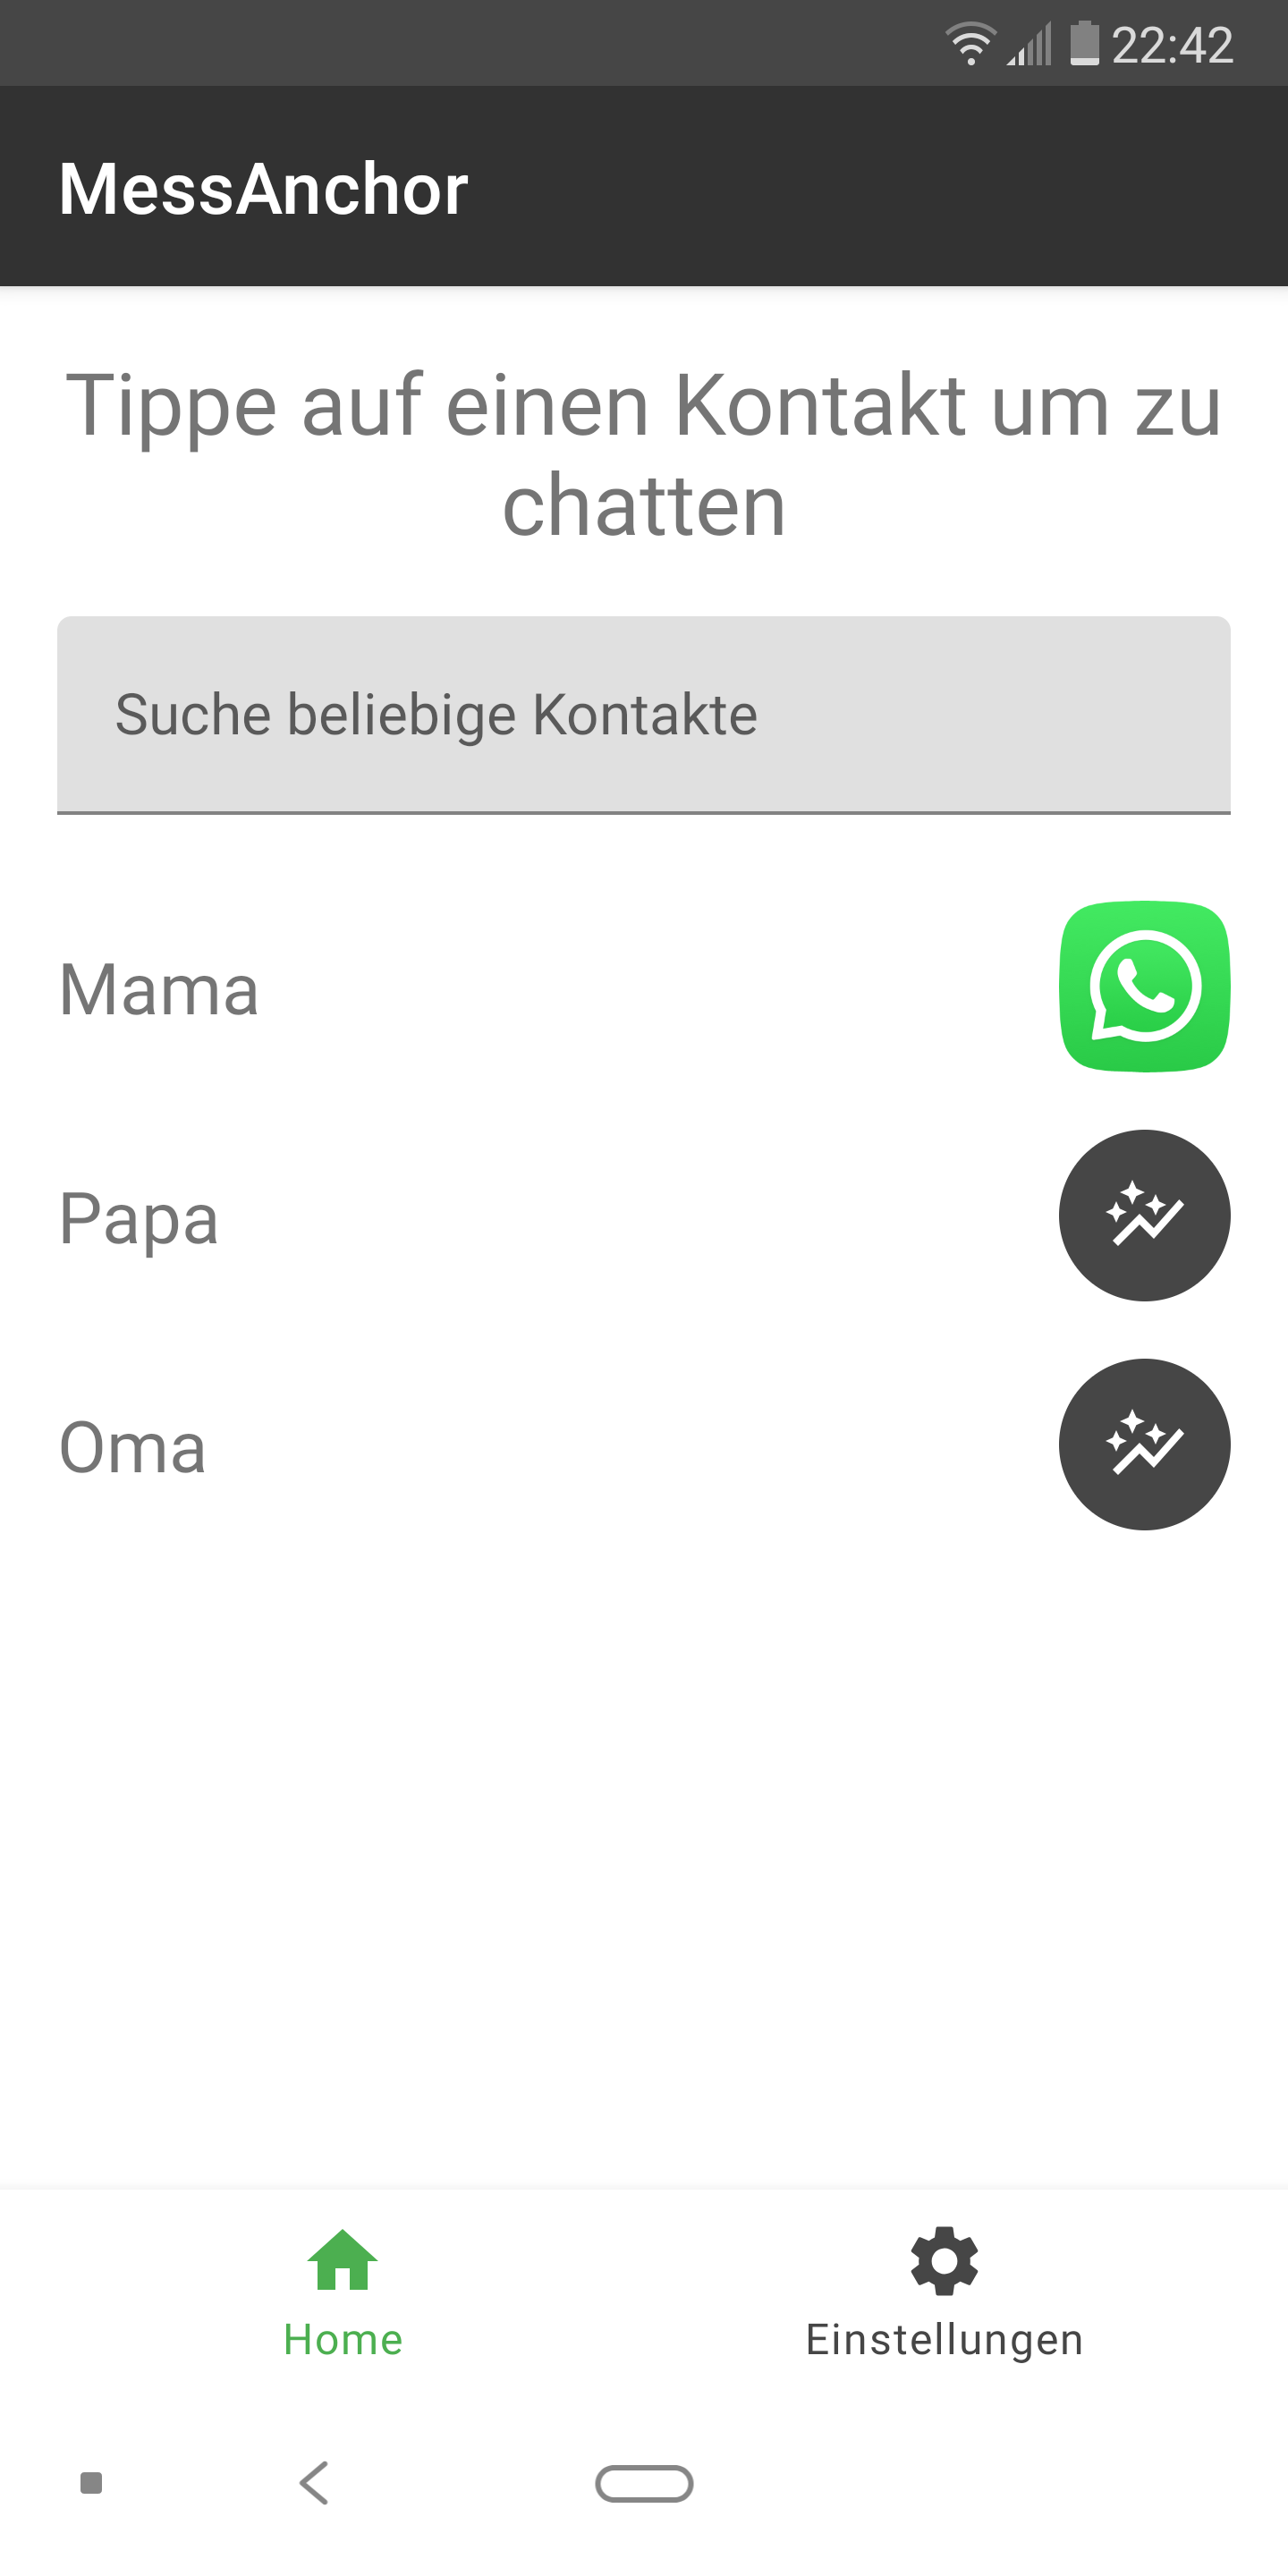 22:42
MessAnchor
Tippe auf einen Kontakt um zu
chatten
Suche beliebige Kontakte
Mama
Papa
Oma
Home
Einstellungen